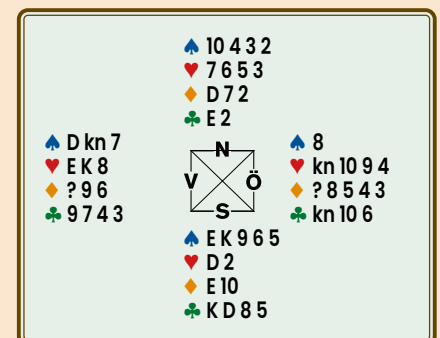 ♠ 10 4 3 2
♥ 7 6 5 3
♦ D 7 2
♣ E 2
♠ D kn 7
♥ E K 8
♦ ? 9 6
♣ 9 7 4 3
N
V Ö
S
♠ 8
♥ kn 10 9 4
♦ ? 8 5 4 3
♣ kn 10 6
♠ E K 9 6 5
♥ D 2
♦ E 10
♣ K D 8 5